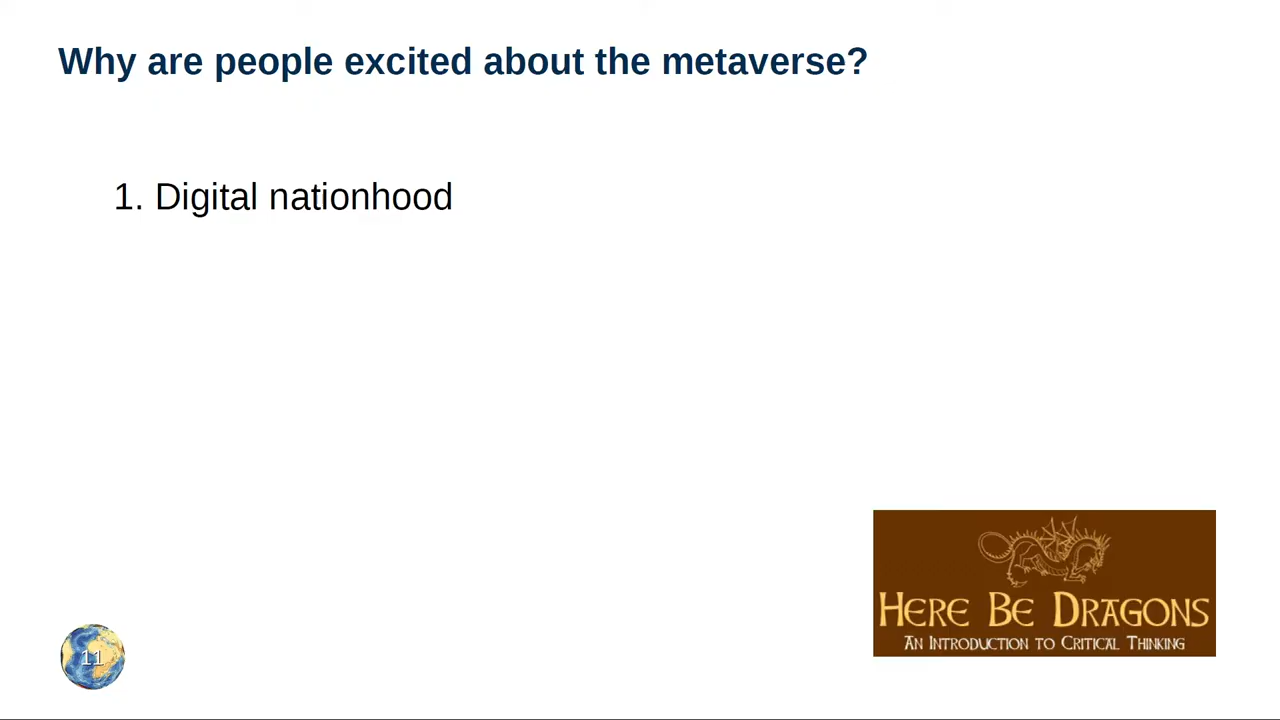 Why are people excited about the metaverse?
1. Digital nationhood
HERE BE DRAGONS
AN INTRODUCTION TO CRITICAL THINKING
11